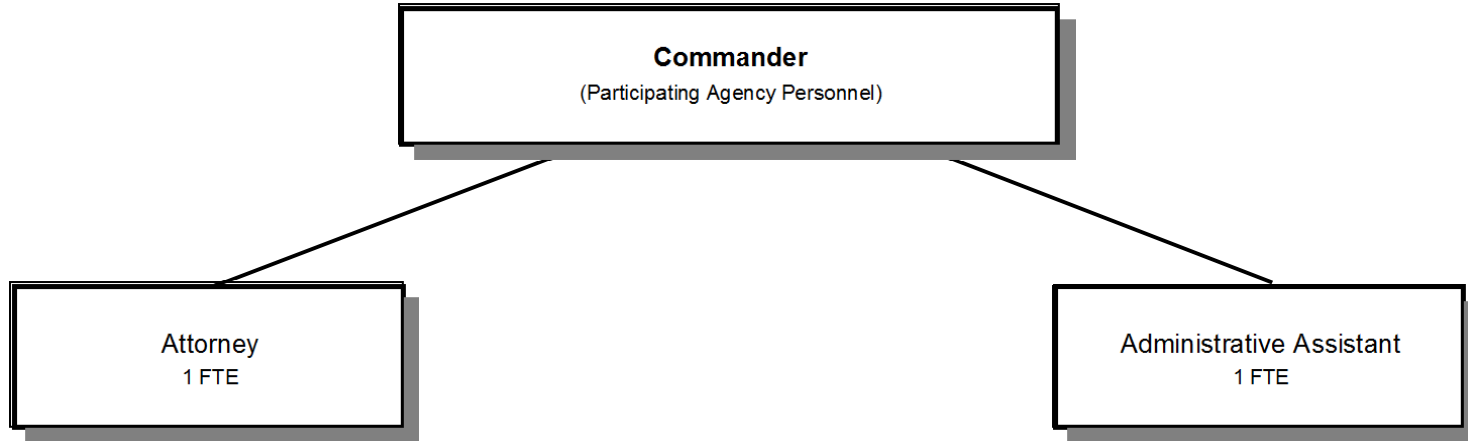 Commander
(Participating Agency Personnel)
Attorney
1 FTE
Administrative Assistant
1 FTE